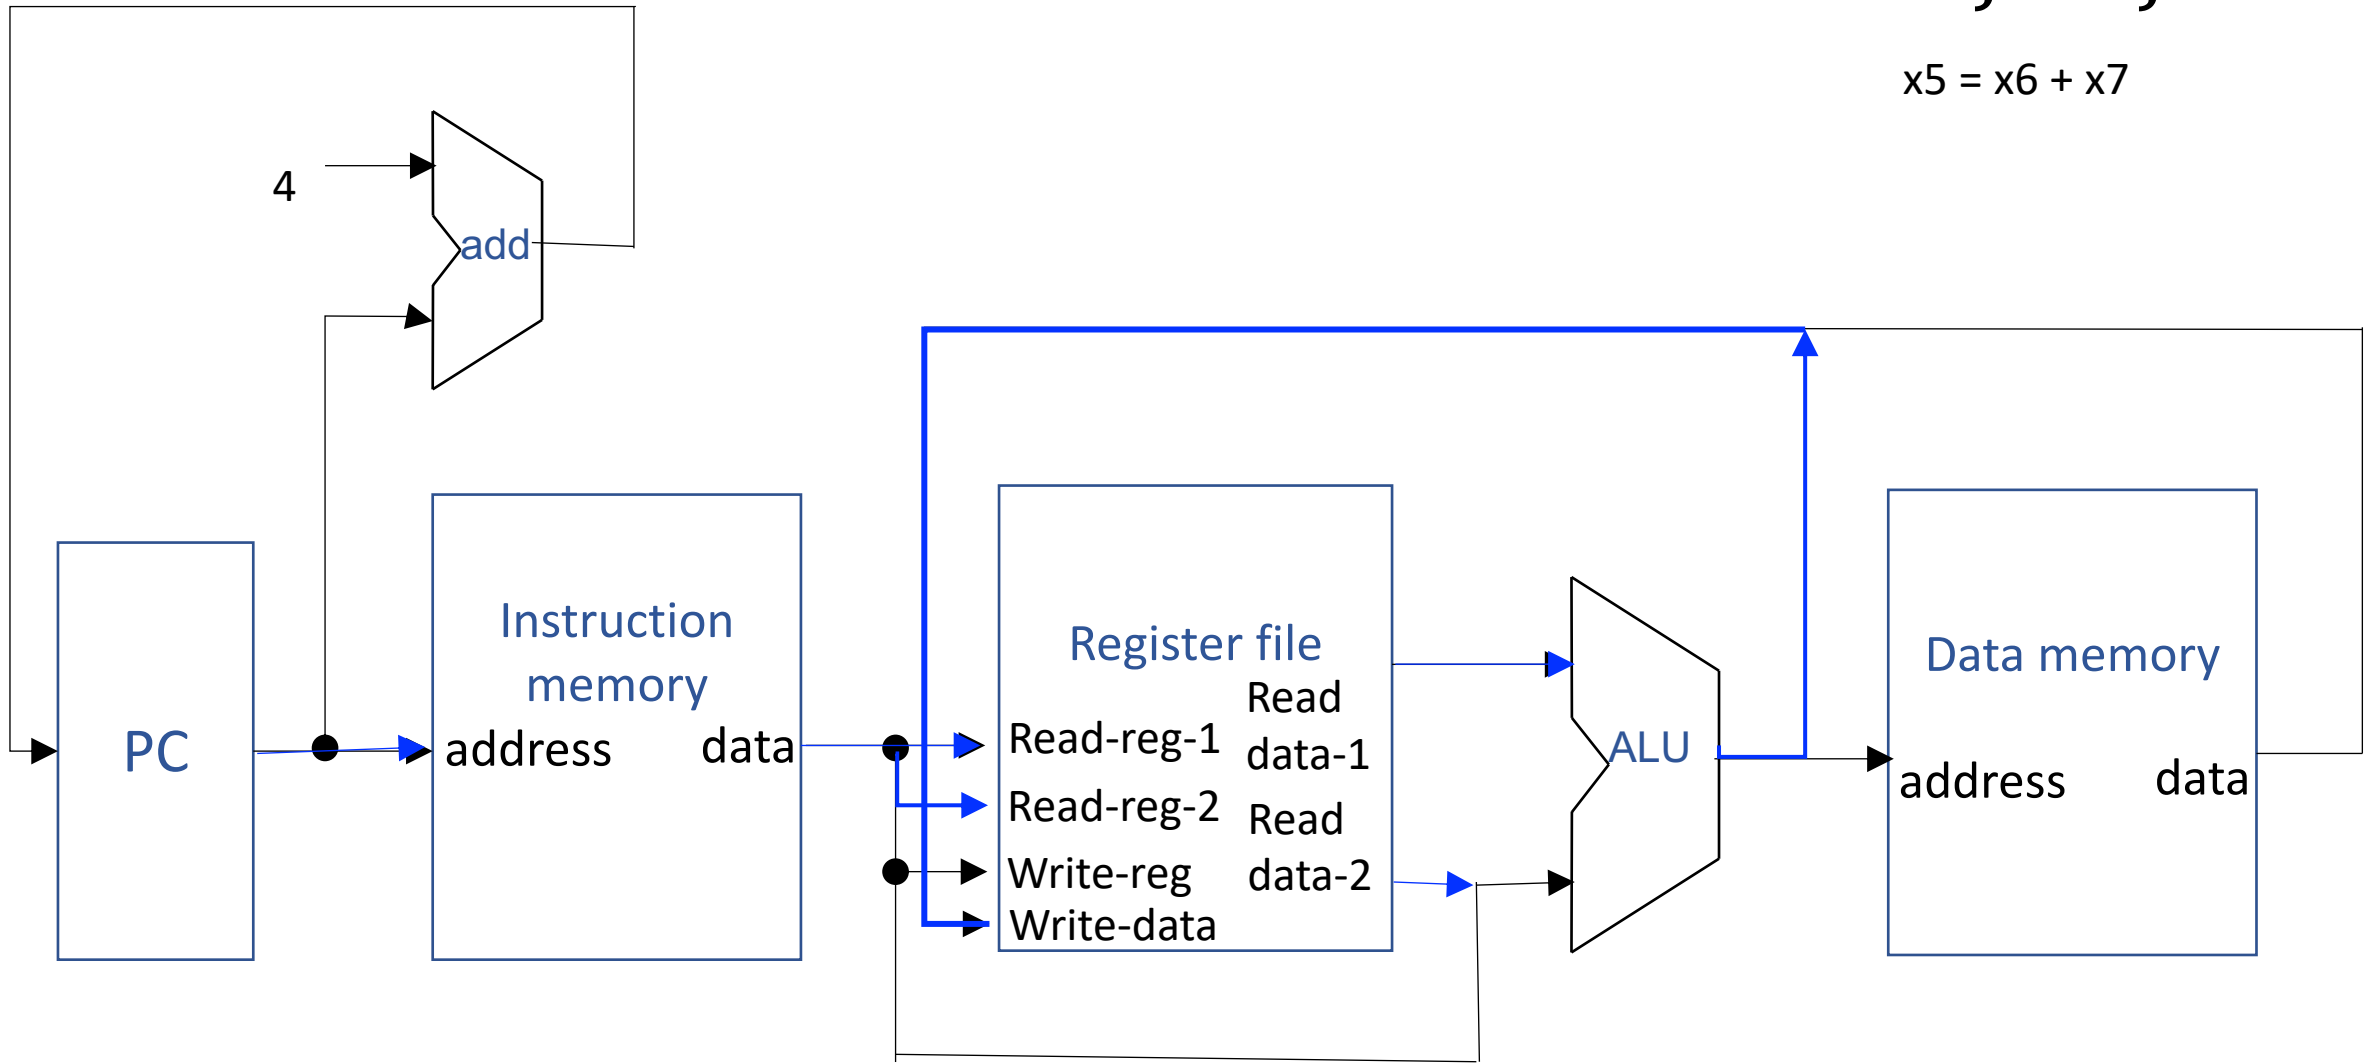 x5 = x6 + x7
4
add
PC
Instruction
memory
address
data
Register file
Read-reg-1
Read-reg-2
Write-reg
Write-data
Read
data-1
Read
data-2
ALU
Data memory
address
data